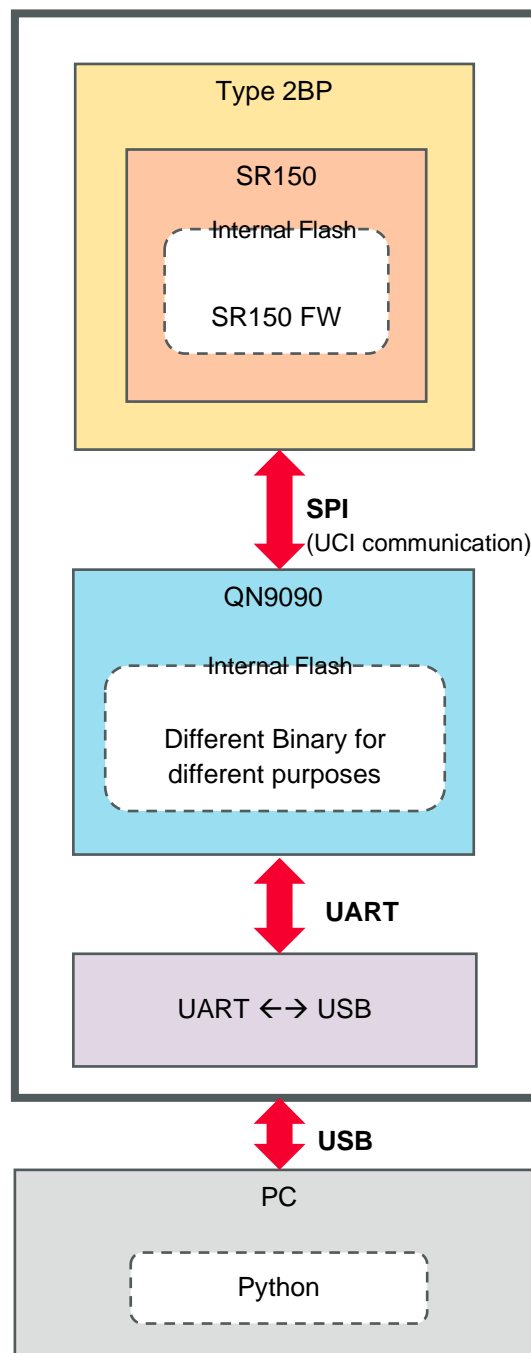 Type 2BP
SR150
Internal Flash
SR150 FW
SPI
(UCI communication)
QN9090
Internal Flash
Different Binary for
different purposes
UART
UART ←→ USB
USB
PC
Python